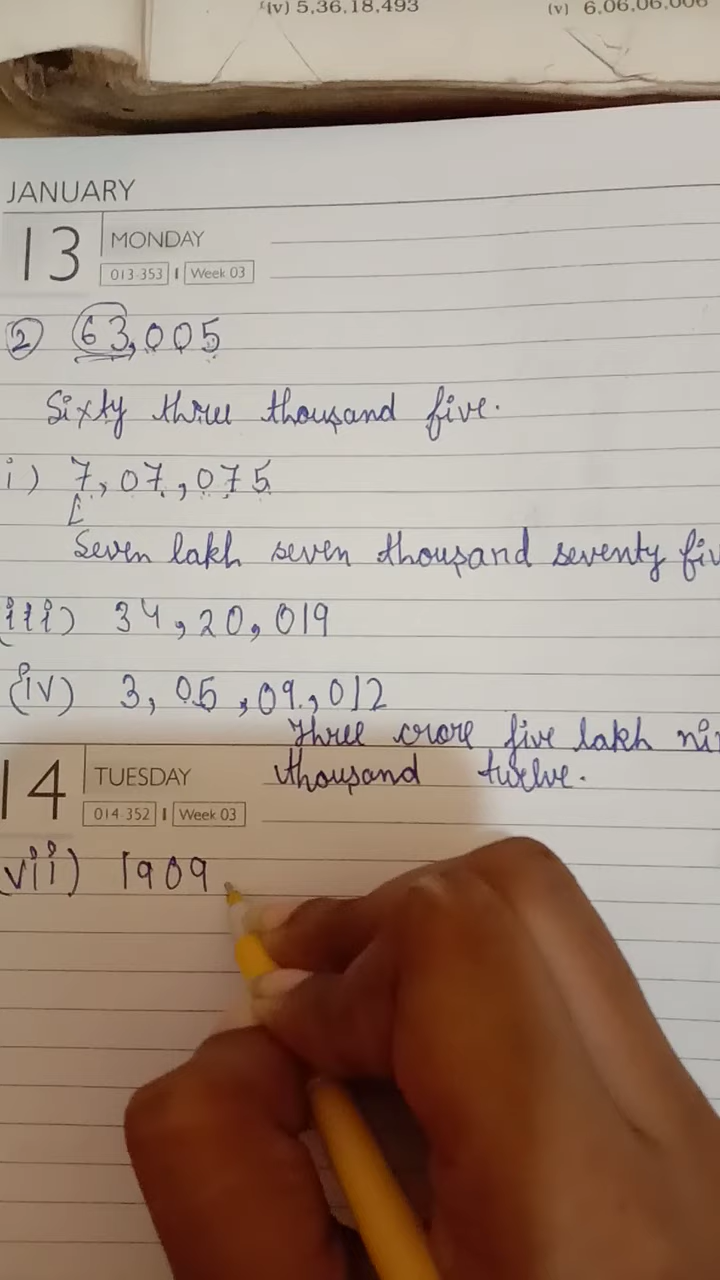 (iv) 5,36,18,493
(v) 6,06,06,006
JANUARY
13 MONDAY
013-353 Week 03
② 63,005
Sixty three thousand five.
i) 7,07,075
Seven lakh seven thousand seventy fiv
(iii) 34,20,019
(iv) 3,05,09,012
Three crore five lakh nin
thousand twelve.
14 TUESDAY
014-352 Week 03
(vii) 1909